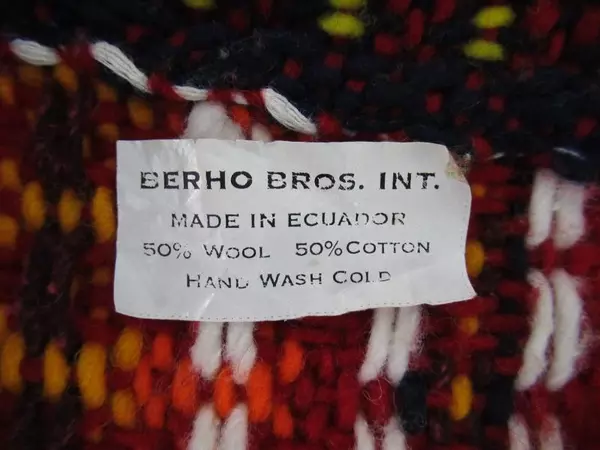 BERHO BROS. INT.
MADE IN ECUADOR
50% WOOL 50% COTTON
HAND WASH COLD